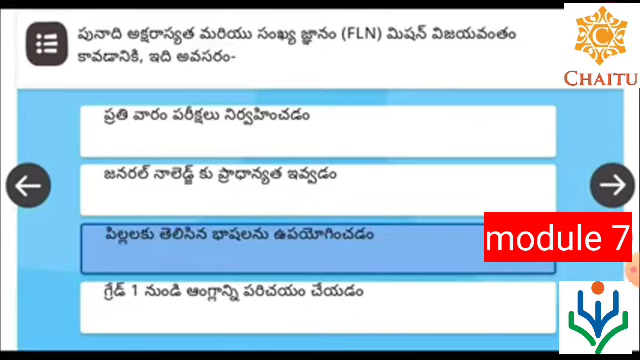 పునాది అక్షరాస్యత మరియు సంఖ్య జ్ఞానం (FLN) మిషన్ విజయవంతం
కావడానికి, ఇది అవసరం-
CHAITU
ప్రతి వారం పరీక్షలు నిర్వహించడం
జనరల్ నాలెడ్జ్ కు ప్రాధాన్యత ఇవ్వడం
పిల్లలకు తెలిసిన భాషలను ఉపయోగించడం
module 7
గ్రేడ్ 1 నుండి ఆంగ్లాన్ని పరిచయం చేయడం